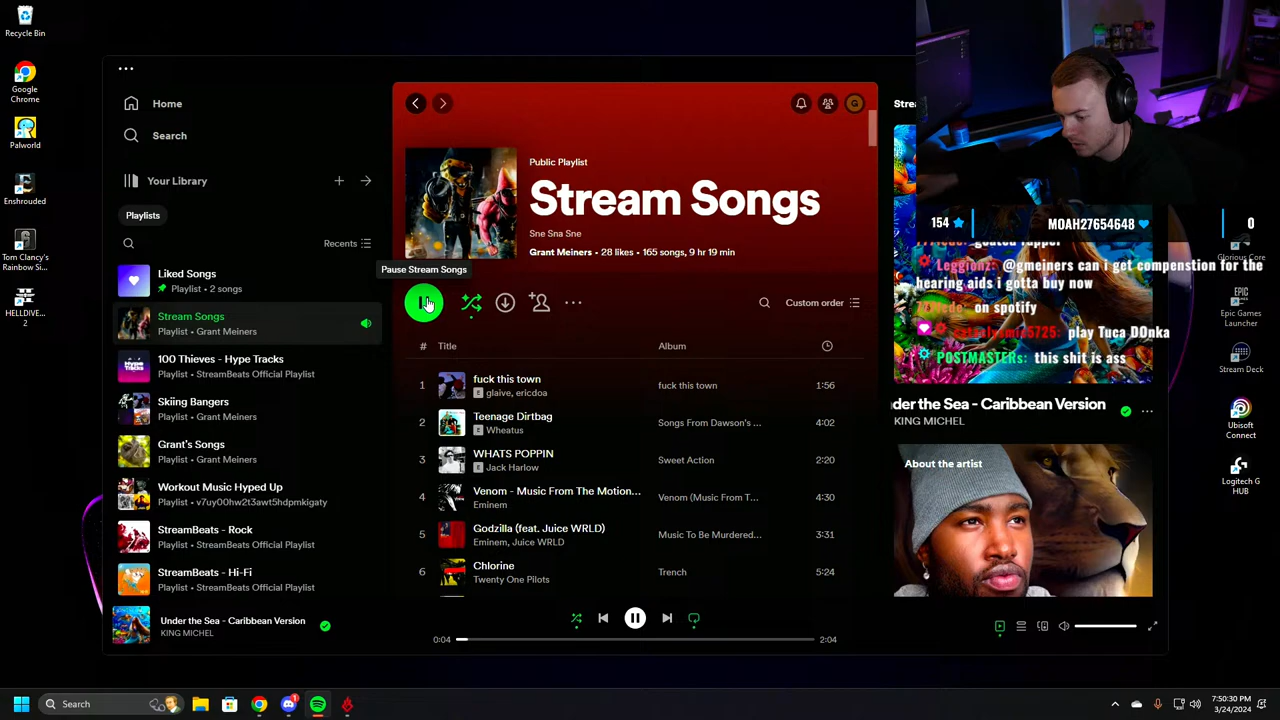 Recycle Bin
Google
Chrome
Palworld
Enshrouded
Tom Clancy's
Rainbow Si...
HELLDIVE...
2
Home
Search
Your Library
Playlists
Recents
Liked Songs
Playlist • 2 songs
Stream Songs
Playlist • Grant Meiners
100 Thieves - Hype Tracks
Playlist • StreamBeats Official Playlist
Skiing Bangers
Playlist • Grant Meiners
Grant's Songs
Playlist • Grant Meiners
Workout Music Hyped Up
Playlist • v7uy00hw2t3awt5hdpmkigaty
StreamBeats - Rock
Playlist • StreamBeats Official Playlist
StreamBeats - Hi-Fi
Playlist • StreamBeats Official Playlist
Under the Sea - Caribbean Version
KING MICHEL
G
Public Playlist
Stream Songs
Sne Sna Sne
Grant Meiners • 28 likes • 165 songs, 9 hr 19 min
Pause Stream Songs
Custom order
# Title Album
1 fuck this town fuck this town 1:56
E glaive, ericdoa
2 Teenage Dirtbag Songs From Dawson's ... 4:02
E Wheatus
3 WHATS POPPIN Sweet Action 2:20
E Jack Harlow
4 Venom - Music From The Motion... Venom (Music From T... 4:30
Eminem
5 Godzilla (feat. Juice WRLD) Music To Be Murdered... 3:31
Eminem, Juice WRLD
6 Chlorine Trench 5:24
Twenty One Pilots
0:04 2:04
Strea
154 MOAH27654648 0
goated rapper
Leggionz: @gmeiners can i get compenstion for the
hearing aids i gotta buy now
on spotify
5725: play Tuca DOnka
POSTMASTERs: this shit is ass
der the Sea - Caribbean Version
KING MICHEL
About the artist
Glorious Core
Epic Games
Launcher
Stream Deck
Ubisoft
Connect
Logitech G
HUB
Search
1
7:50:30 PM
3/24/2024